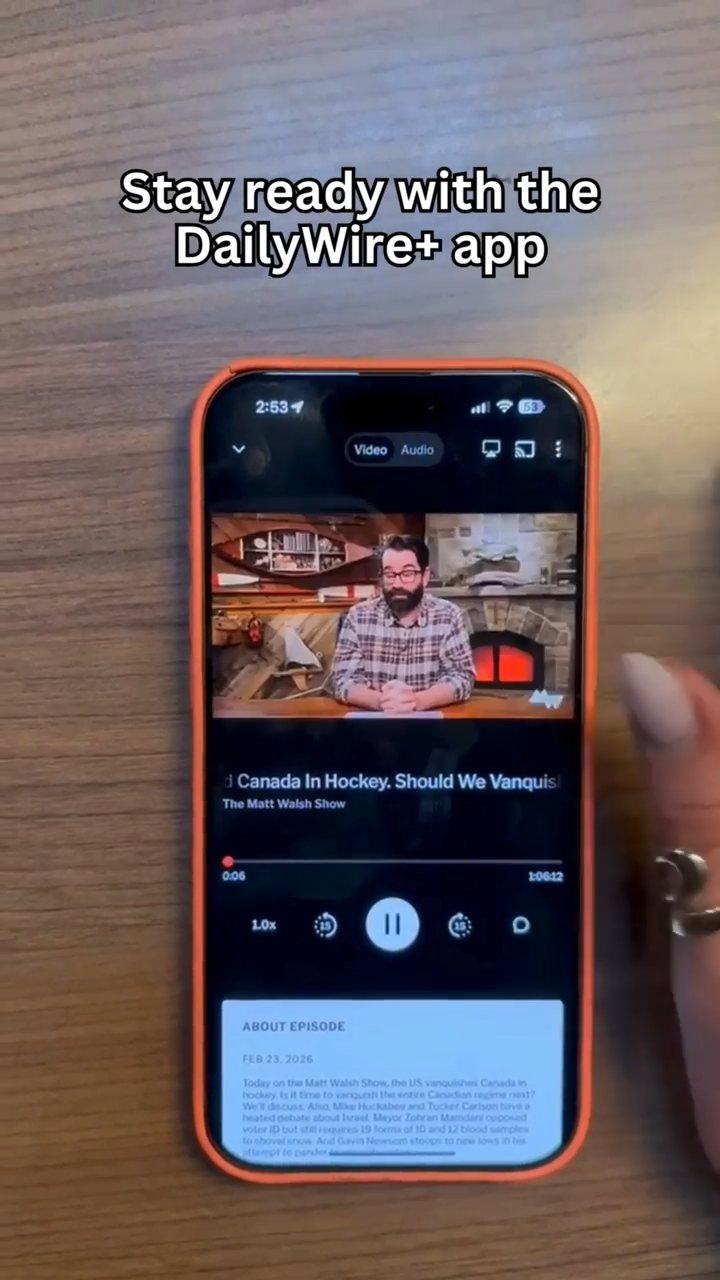 Stay ready with the
DailyWire+ app
2:53
53
Video
Audio
d Canada In Hockey. Should We Vanquis
The Matt Walsh Show
0:06
1:06:12
1.0x
15
15
ABOUT EPISODE
FEB 23, 2026
Today on the Matt Walsh Show, the US vanquishes Canada in
hockey. Is it time to vanquish the entire Canadian regime next?
We'll discuss. Also, Mike Huckabee and Tucker Carlson have a
heated debate about Israel. Mayor Zohran Mamdani opposed
voter ID but still requires 19 forms of ID and 12 blood samples
to shovel snow. And Gavin Newsom stoops to new lows in his
attempt to pander